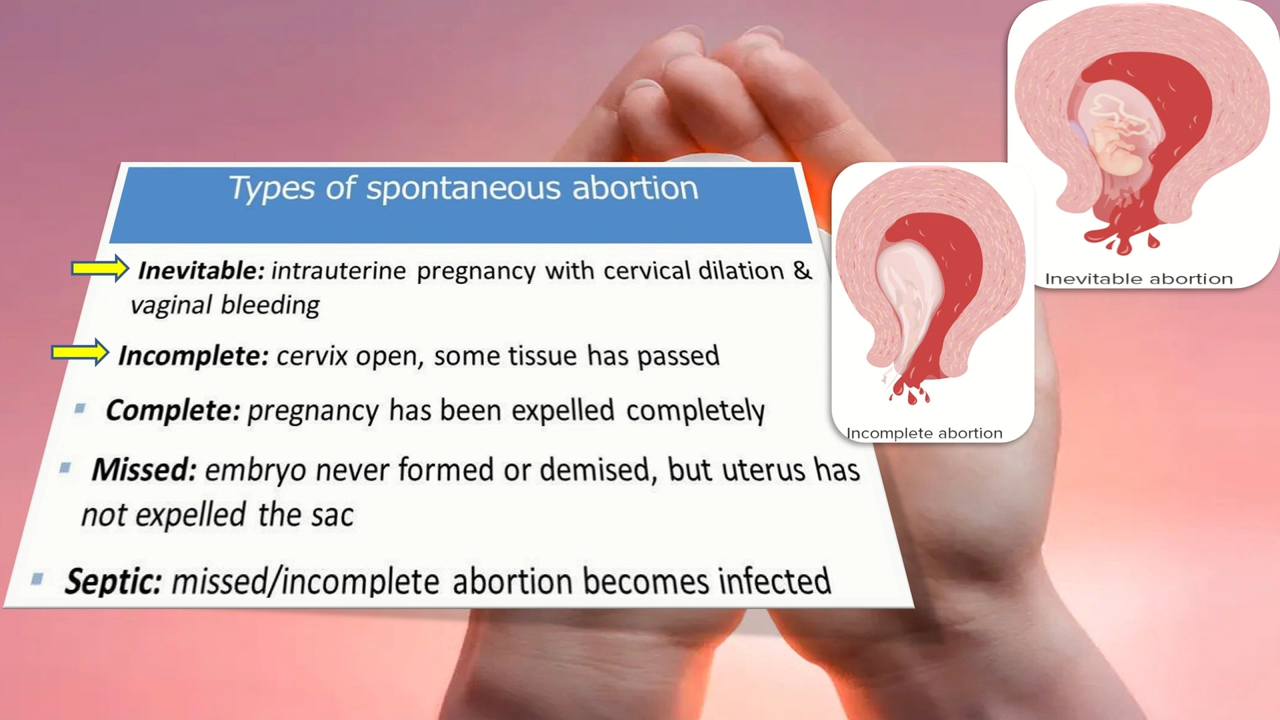 Types of spontaneous abortion
Inevitable: intrauterine pregnancy with cervical dilation &
vaginal bleeding
Incomplete: cervix open, some tissue has passed
Complete: pregnancy has been expelled completely
Missed: embryo never formed or demised, but uterus has
not expelled the sac
Septic: missed/incomplete abortion becomes infected
Incomplete abortion
Inevitable abortion